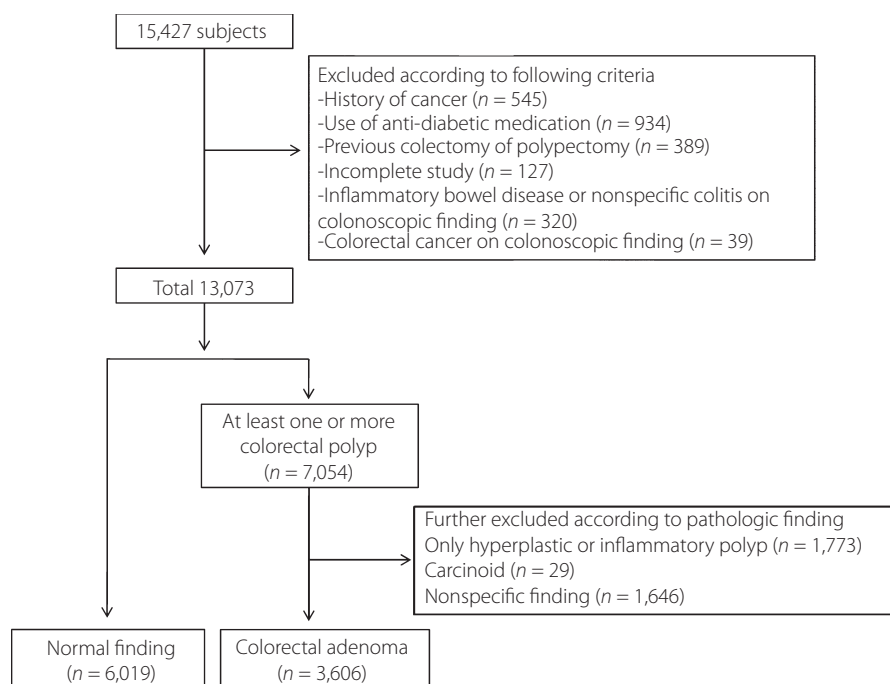 15,427 subjects
Excluded according to following criteria
-History of cancer (n = 545)
-Use of anti-diabetic medication (n = 934)
-Previous colectomy of polypectomy (n = 389)
-Incomplete study (n = 127)
-Inflammatory bowel disease or nonspecific colitis on
colonoscopic finding (n = 320)
-Colorectal cancer on colonoscopic finding (n = 39)
Total 13,073
At least one or more
colorectal polyp
(n = 7,054)
Further excluded according to pathologic finding
Only hyperplastic or inflammatory polyp (n = 1,773)
Carcinoid (n = 29)
Nonspecific finding (n = 1,646)
Normal finding
(n = 6,019)
Colorectal adenoma
(n = 3,606)